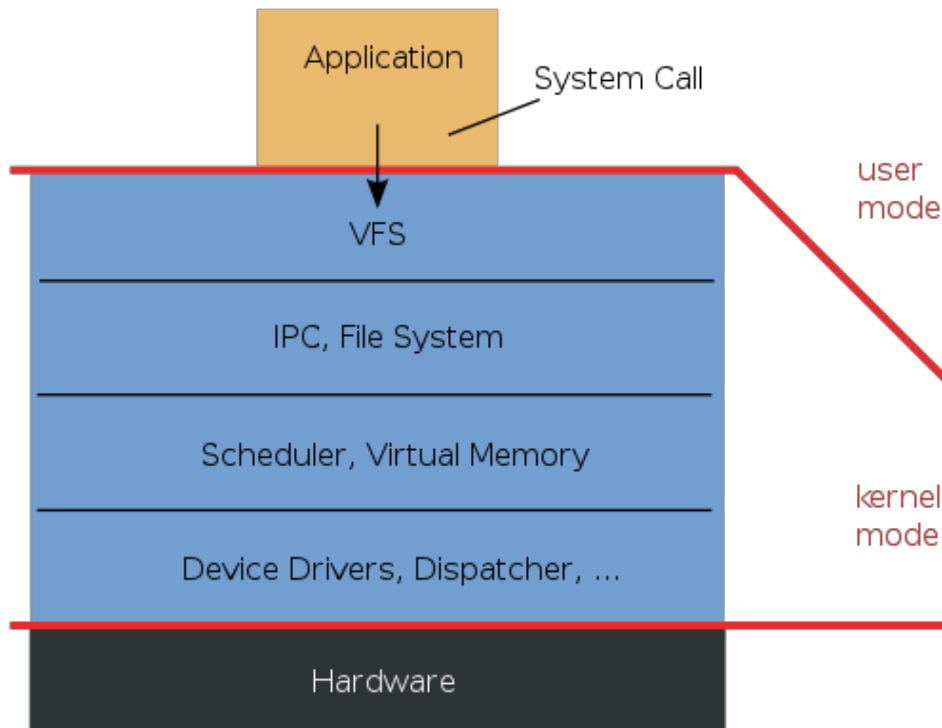 Application
System Call
user
mode
VFS
IPC, File System
Scheduler, Virtual Memory
kernel
mode
Device Drivers, Dispatcher, ...
Hardware